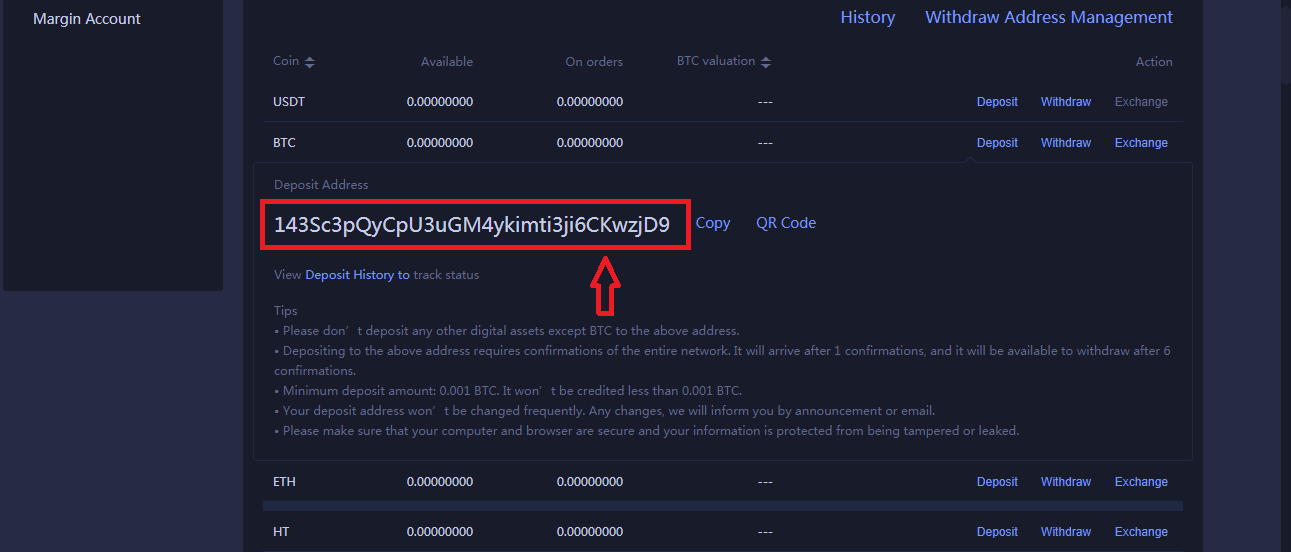 Margin Account
History Withdraw Address Management
Coin Available On orders BTC valuation Action
USDT 0.00000000 0.00000000 --- Deposit Withdraw Exchange
BTC 0.00000000 0.00000000 --- Deposit Withdraw Exchange
Deposit Address
143Sc3pQyCpU3uGM4ykimti3ji6CKwzjD9 Copy QR Code
View Deposit History to track status
Tips
• Please don’t deposit any other digital assets except BTC to the above address.
• Depositing to the above address requires confirmations of the entire network. It will arrive after 1 confirmations, and it will be available to withdraw after 6
confirmations.
• Minimum deposit amount: 0.001 BTC. It won’t be credited less than 0.001 BTC.
• Your deposit address won’t be changed frequently. Any changes, we will inform you by announcement or email.
• Please make sure that your computer and browser are secure and your information is protected from being tampered or leaked.
ETH 0.00000000 0.00000000 --- Deposit Withdraw Exchange
HT 0.00000000 0.00000000 --- Deposit Withdraw Exchange